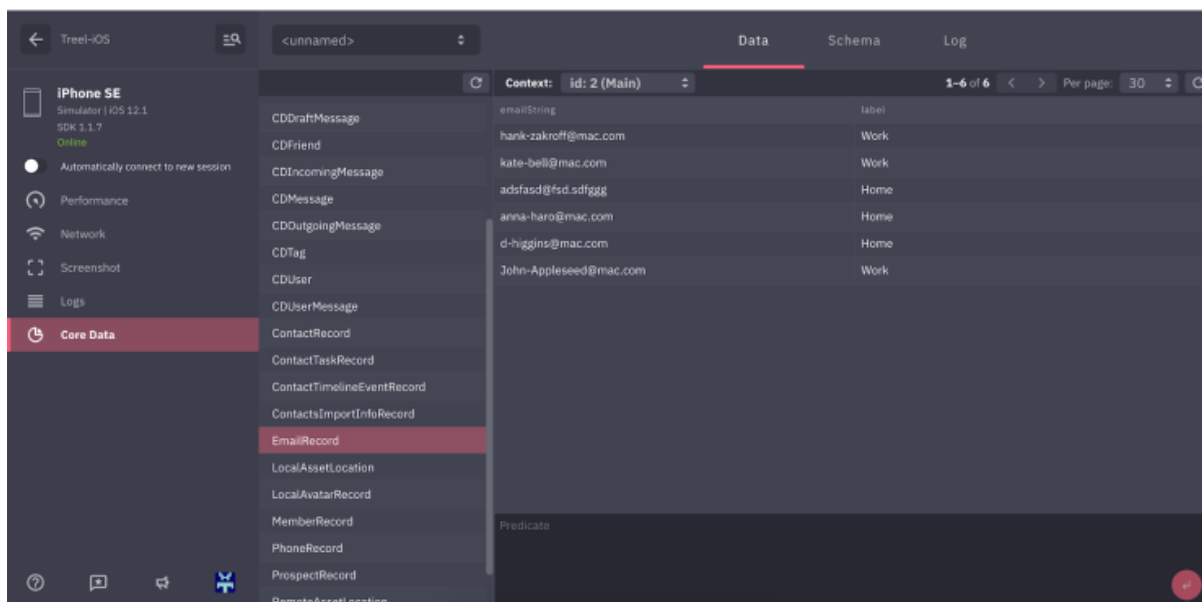 Treel-iOS
<unnamed>
Data
Schema
Log
iPhone SE
Simulator | iOS 12.1
SDK 1.1.7
Online
Automatically connect to new session
Performance
Network
Screenshot
Logs
Core Data
CDDraftMessage
CDFriend
CDIncomingMessage
CDMessage
CDOutgoingMessage
CDTag
CDUser
CDUserMessage
ContactRecord
ContactTaskRecord
ContactTimelineEventRecord
ContactsImportInfoRecord
EmailRecord
LocalAssetLocation
LocalAvatarRecord
MemberRecord
PhoneRecord
ProspectRecord
RemoteAssetLocation
Context: id: 2 (Main)
1–6 of 6
Per page: 30
emailString label
hank-zakroff@mac.com Work
kate-bell@mac.com Work
adsfasd@fsd.sdfggg Home
anna-haro@mac.com Home
d-higgins@mac.com Home
John-Appleseed@mac.com Work
Predicate